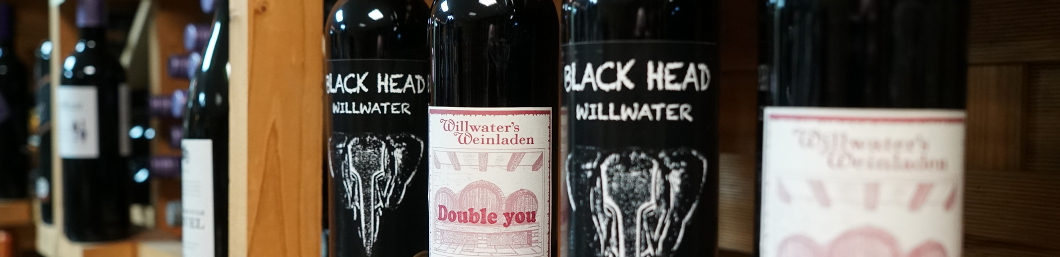 BLACK HEAD
WILLWATER
Willwater's
Weinladen
Double you
BLACK HEAD
WILLWATER
Willwater's
Weinladen